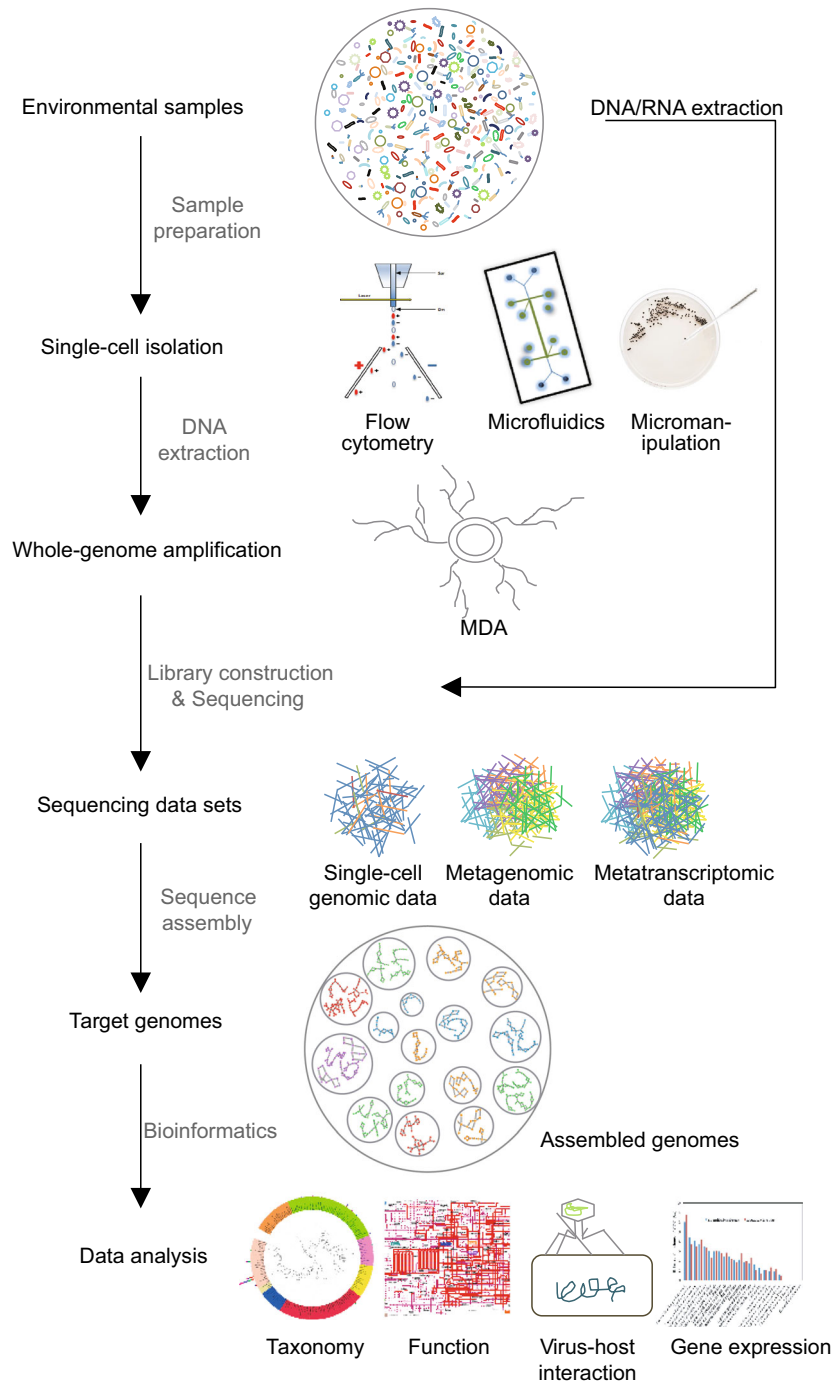 Environmental samples
DNA/RNA extraction
Sample
preparation
Laser
Single-cell isolation
Flow
cytometry
Microfluidics
Microman-
ipulation
DNA
extraction
Whole-genome amplification
MDA
Library construction
& Sequencing
Sequencing data sets
Single-cell
genomic data
Metagenomic
data
Metatranscriptomic
data
Sequence
assembly
Target genomes
Bioinformatics
Assembled genomes
Data analysis
Taxonomy
Function
Virus-host
interaction
Gene expression